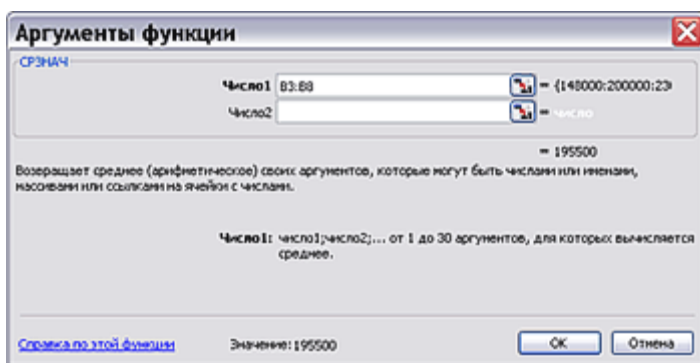 Аргументы функции
СРЗНАЧ
Число1 B3:B8 = {148000:200000:230
Число2 = число
= 195500
Возвращает среднее (арифметическое) своих аргументов, которые могут быть числами или именами,
массивами или ссылками на ячейки с числами.
Число1: число1;число2;... от 1 до 30 аргументов, для которых вычисляется
среднее.
Справка по этой функции Значение:195500 ОК Отмена